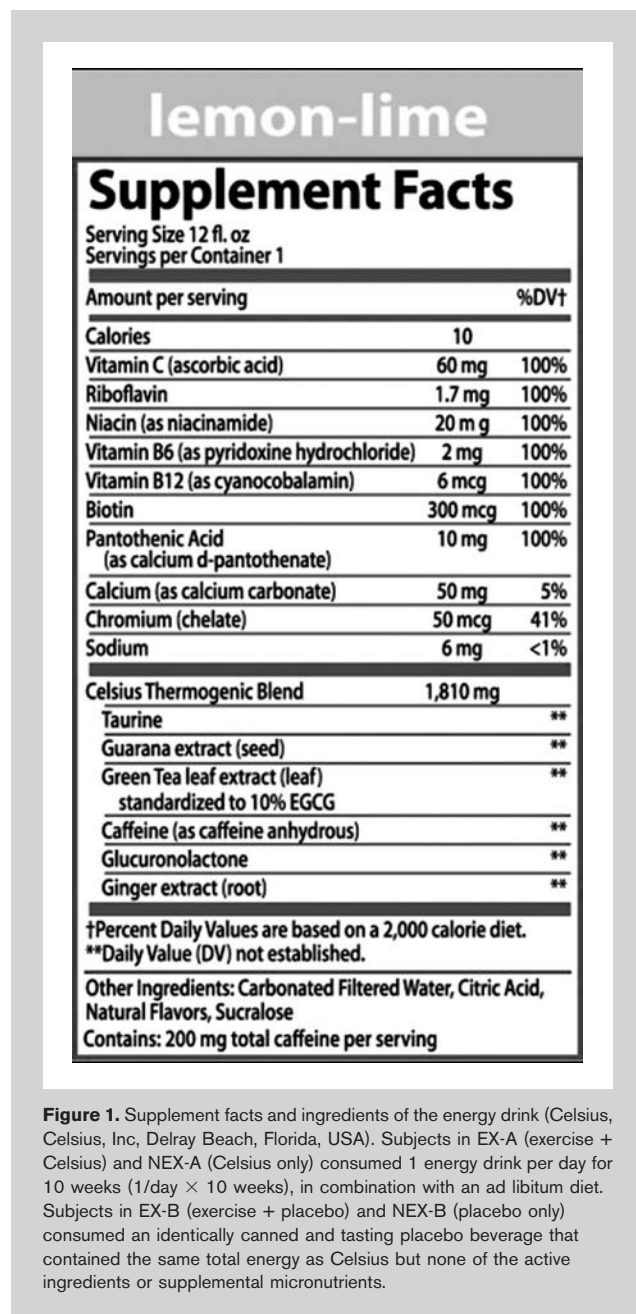 lemon-lime
Supplement Facts
Serving Size 12 fl. oz
Servings per Container 1
Amount per serving %DV†
Calories 10
Vitamin C (ascorbic acid) 60 mg 100%
Riboflavin 1.7 mg 100%
Niacin (as niacinamide) 20 m g 100%
Vitamin B6 (as pyridoxine hydrochloride) 2 mg 100%
Vitamin B12 (as cyanocobalamin) 6 mcg 100%
Biotin 300 mcg 100%
Pantothenic Acid 10 mg 100%
(as calcium d-pantothenate)
Calcium (as calcium carbonate) 50 mg 5%
Chromium (chelate) 50 mcg 41%
Sodium 6 mg <1%
Celsius Thermogenic Blend 1,810 mg
Taurine **
Guarana extract (seed) **
Green Tea leaf extract (leaf) **
standardized to 10% EGCG
Caffeine (as caffeine anhydrous) **
Glucuronolactone **
Ginger extract (root) **
†Percent Daily Values are based on a 2,000 calorie diet.
**Daily Value (DV) not established.
Other Ingredients: Carbonated Filtered Water, Citric Acid,
Natural Flavors, Sucralose
Contains: 200 mg total caffeine per serving
Figure 1. Supplement facts and ingredients of the energy drink (Celsius,
Celsius, Inc, Delray Beach, Florida, USA). Subjects in EX-A (exercise +
Celsius) and NEX-A (Celsius only) consumed 1 energy drink per day for
10 weeks (1/day × 10 weeks), in combination with an ad libitum diet.
Subjects in EX-B (exercise + placebo) and NEX-B (placebo only)
consumed an identically canned and tasting placebo beverage that
contained the same total energy as Celsius but none of the active
ingredients or supplemental micronutrients.